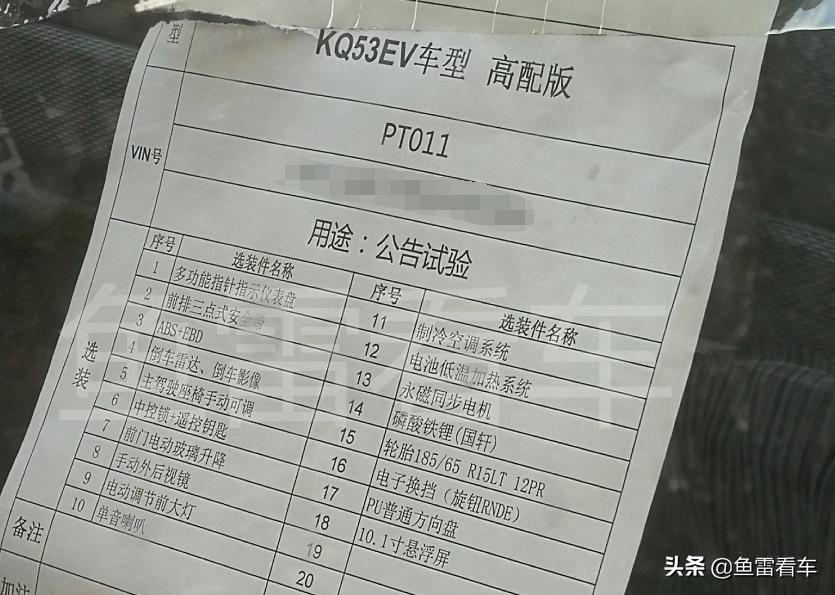 型
KQ53EV车型 高配版
VIN号
PT011
用途：公告试验
选装
序号 选装件名称
1 多功能指针指示仪表盘
2 前排三点式安全带
3 ABS+EBD
4 倒车雷达、倒车影像
5 主驾驶座椅手动可调
6 中控锁+遥控钥匙
7 前门电动玻璃升降
8 手动外后视镜
9 电动调节前大灯
10 单音喇叭
序号 选装件名称
11 制冷空调系统
12 电池低温加热系统
13 永磁同步电机
14 磷酸铁锂(国轩)
15 轮胎185/65 R15LT 12PR
16 电子换挡（旋钮RNDE）
17 PU普通方向盘
18 10.1寸悬浮屏
19
20
备注
加注
鱼雷看车
头条 @鱼雷看车